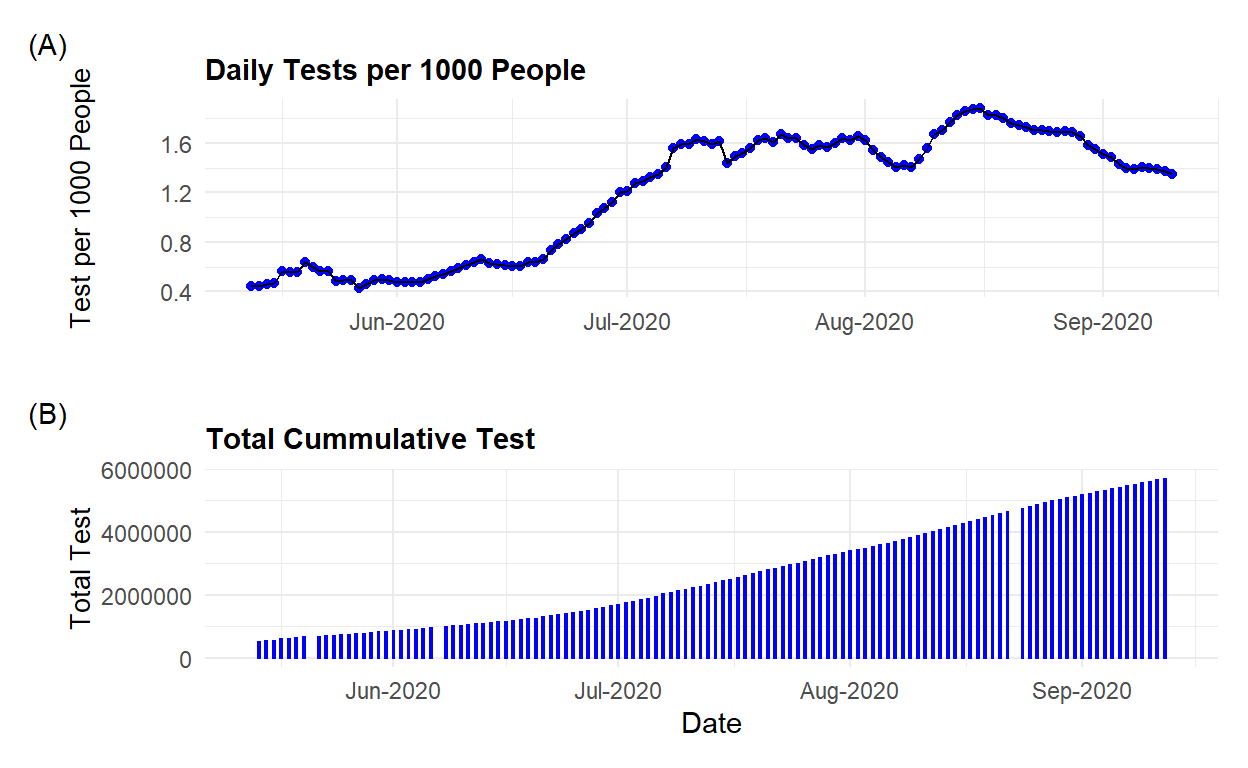 (A)
Daily Tests per 1000 People
Test per 1000 People
1.6
1.2
0.8
0.4
Jun-2020 Jul-2020 Aug-2020 Sep-2020
(B)
Total Cummulative Test
Total Test
6000000
4000000
2000000
0
Jun-2020 Jul-2020 Aug-2020 Sep-2020
Date